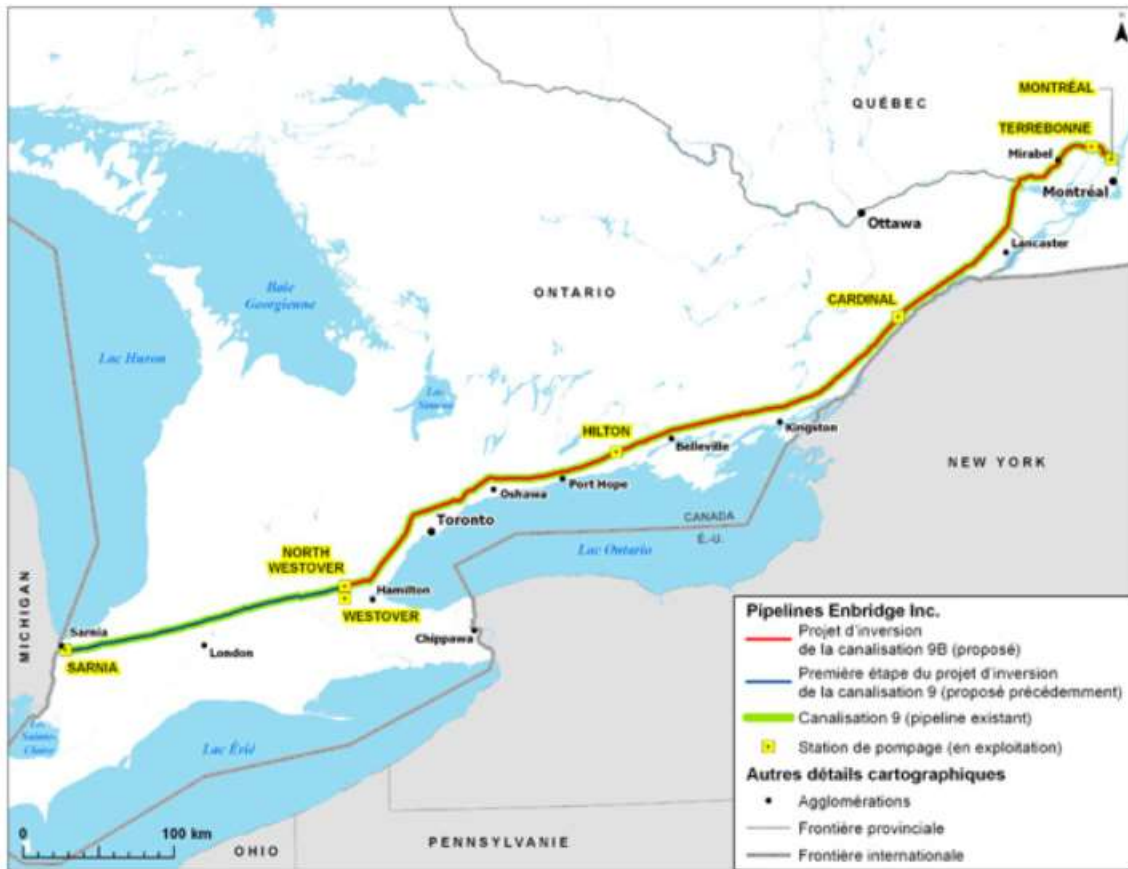 MONTRÉAL
QUÉBEC
TERREBONNE
Mirabel
Montréal
Ottawa
Lancaster
Baie
Georgienne
ONTARIO
CARDINAL
Lac Huron
Lac
Simcoe
HILTON
Belleville
Kingston
NEW YORK
Oshawa
Port Hope
Toronto
CANADA
É.-U.
Lac Ontario
NORTH
WESTOVER
Hamilton
WESTOVER
MICHIGAN
Sarnia
SARNIA
London
Chippawa
Lac
Sainte-
Claire
Lac Érié
0 100 km
OHIO
PENNSYLVANIE
Pipelines Enbridge Inc.
Projet d'inversion
de la canalisation 9B (proposé)
Première étape du projet d'inversion
de la canalisation 9 (proposé précédemment)
Canalisation 9 (pipeline existant)
Station de pompage (en exploitation)
Autres détails cartographiques
Agglomérations
Frontière provinciale
Frontière internationale